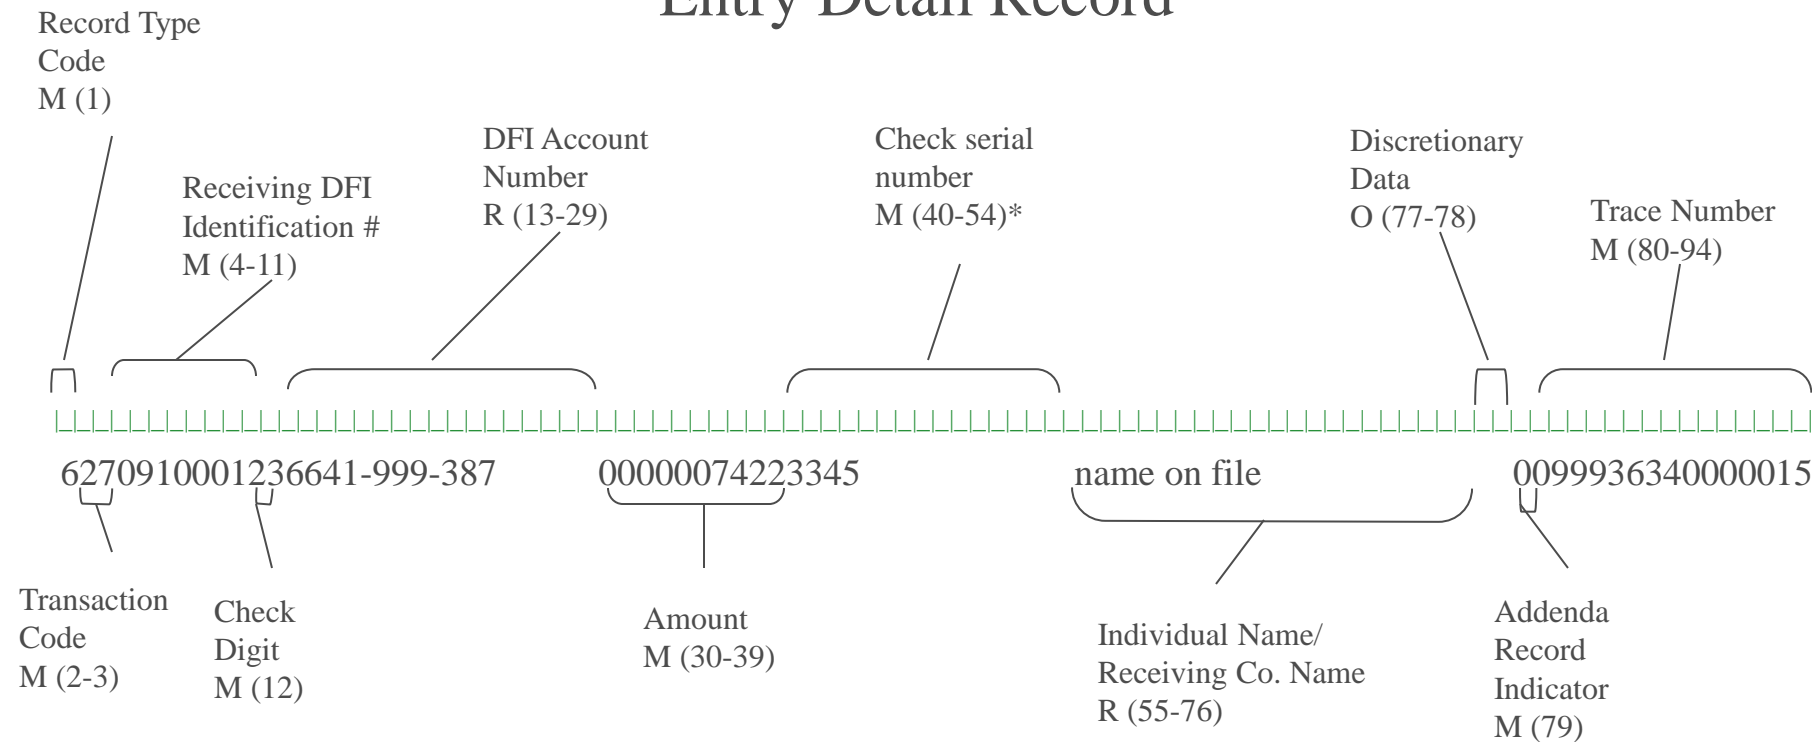 Entry Detail Record
Record Type
Code
M (1)
Receiving DFI
Identification #
M (4-11)
DFI Account
Number
R (13-29)
Check serial
number
M (40-54)*
Discretionary
Data
O (77-78)
Trace Number
M (80-94)
6270910001236641-999-387 00000074223345 name on file 0099936340000015
Transaction
Code
M (2-3)
Check
Digit
M (12)
Amount
M (30-39)
Individual Name/
Receiving Co. Name
R (55-76)
Addenda
Record
Indicator
M (79)